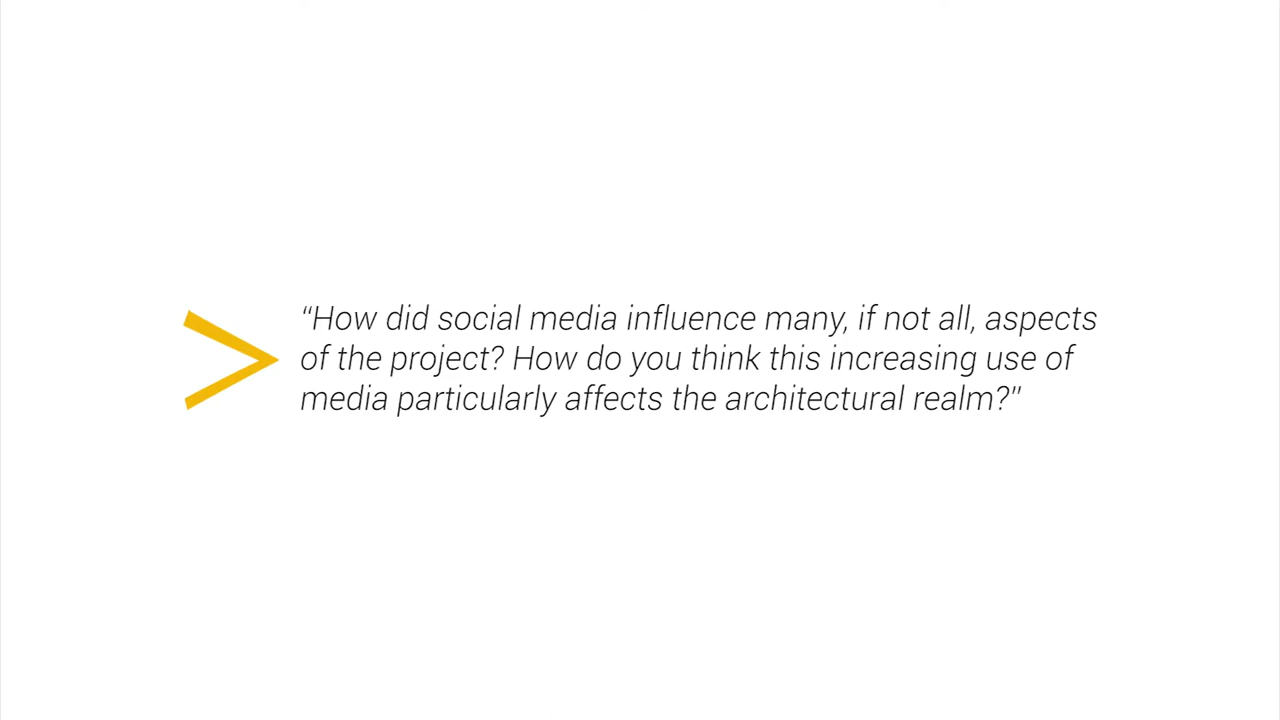 “How did social media influence many, if not all, aspects
of the project? How do you think this increasing use of
media particularly affects the architectural realm?”